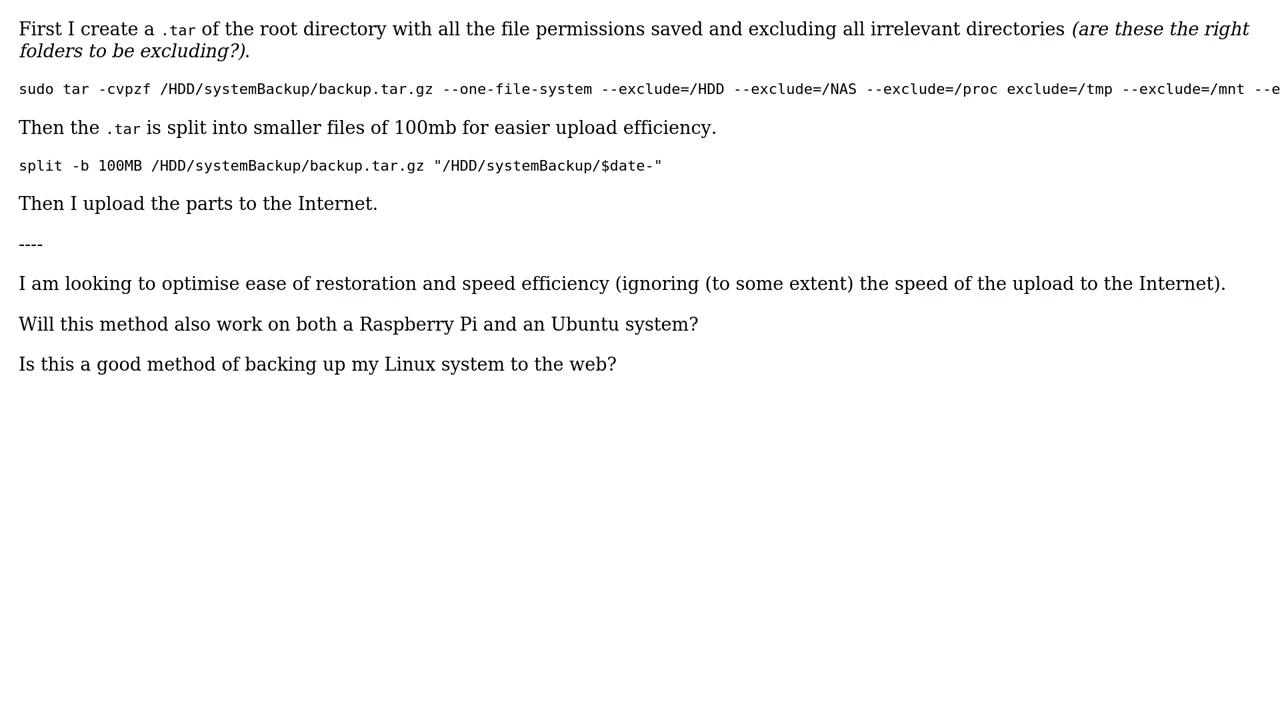 First I create a .tar of the root directory with all the file permissions saved and excluding all irrelevant directories (are these the right
folders to be excluding?).
sudo tar -cvpzf /HDD/systemBackup/backup.tar.gz --one-file-system --exclude=/HDD --exclude=/NAS --exclude=/proc exclude=/tmp --exclude=/mnt --e
Then the .tar is split into smaller files of 100mb for easier upload efficiency.
split -b 100MB /HDD/systemBackup/backup.tar.gz "/HDD/systemBackup/$date-"
Then I upload the parts to the Internet.
----
I am looking to optimise ease of restoration and speed efficiency (ignoring (to some extent) the speed of the upload to the Internet).
Will this method also work on both a Raspberry Pi and an Ubuntu system?
Is this a good method of backing up my Linux system to the web?